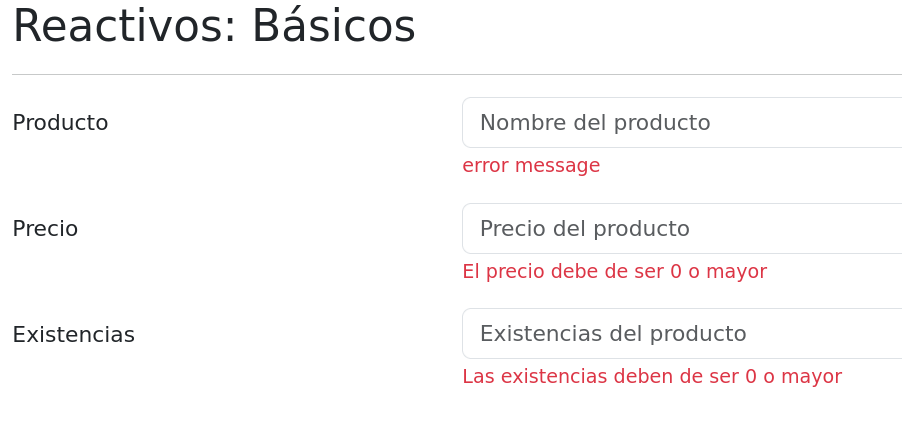 Reactivos: Básicos
Producto
Nombre del producto
error message
Precio
Precio del producto
El precio debe de ser 0 o mayor
Existencias
Existencias del producto
Las existencias deben de ser 0 o mayor